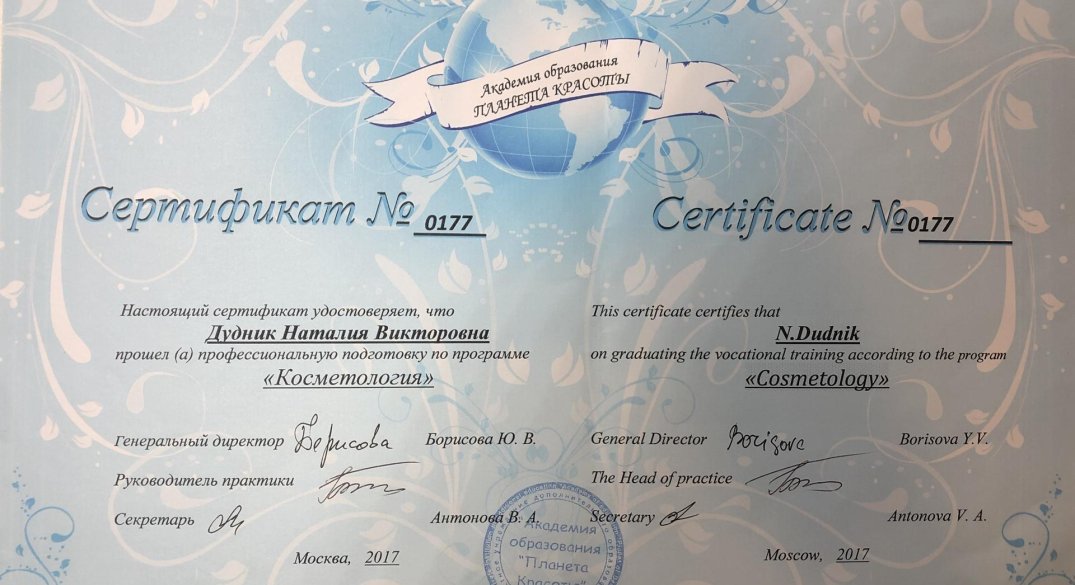 Академия образования
ПЛАНЕТА КРАСОТЫ
Сертификат № 0177
Настоящий сертификат удостоверяет, что
Дудник Наталия Викторовна
прошел (а) профессиональную подготовку по программе
«Косметология»
Генеральный директор Борисова Борисова Ю. В.
Руководитель практики
Секретарь Антонова В. А.
Москва, 2017
Certificate №0177
This certificate certifies that
N.Dudnik
on graduating the vocational training according to the program
«Cosmetology»
General Director Borisova Borisova Y.V.
The Head of practice
Secretary Antonova V. A.
Moscow, 2017
Академия
образования
"Планета
Красоты"